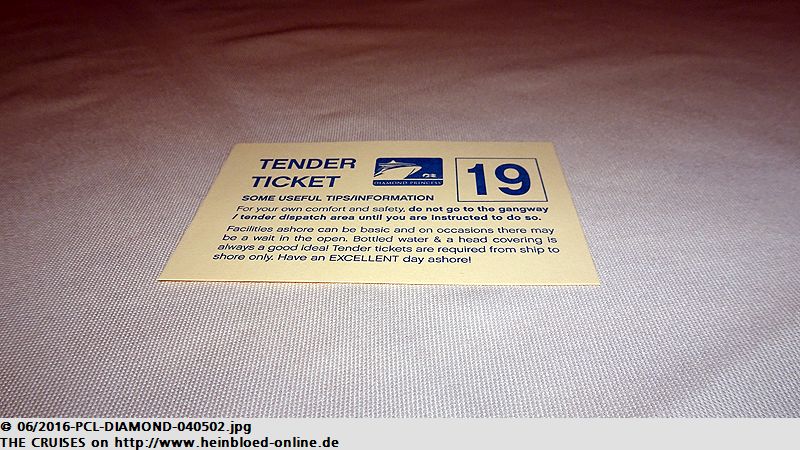 TENDER
TICKET
DIAMOND PRINCESS
19
SOME USEFUL TIPS/INFORMATION
For your own comfort and safety, do not go to the gangway
/ tender dispatch area until you are instructed to do so.
Facilities ashore can be basic and on occasions there may
be a wait in the open. Bottled water & a head covering is
always a good idea! Tender tickets are required from ship to
shore only. Have an EXCELLENT day ashore!
© 06/2016-PCL-DIAMOND-040502.jpg
THE CRUISES on http://www.heinbloed-online.de